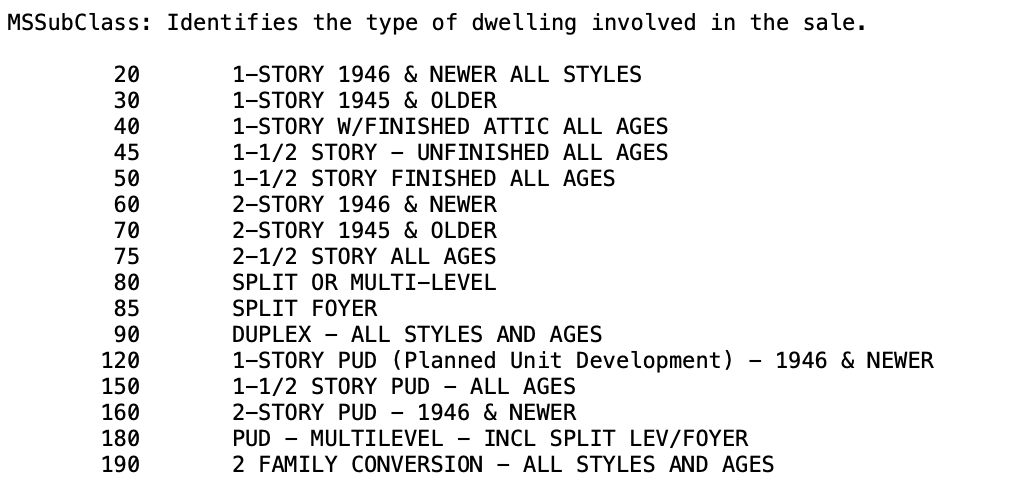 MSSubClass: Identifies the type of dwelling involved in the sale.
20 1-STORY 1946 & NEWER ALL STYLES
30 1-STORY 1945 & OLDER
40 1-STORY W/FINISHED ATTIC ALL AGES
45 1-1/2 STORY - UNFINISHED ALL AGES
50 1-1/2 STORY FINISHED ALL AGES
60 2-STORY 1946 & NEWER
70 2-STORY 1945 & OLDER
75 2-1/2 STORY ALL AGES
80 SPLIT OR MULTI-LEVEL
85 SPLIT FOYER
90 DUPLEX - ALL STYLES AND AGES
120 1-STORY PUD (Planned Unit Development) - 1946 & NEWER
150 1-1/2 STORY PUD - ALL AGES
160 2-STORY PUD - 1946 & NEWER
180 PUD - MULTILEVEL - INCL SPLIT LEV/FOYER
190 2 FAMILY CONVERSION - ALL STYLES AND AGES